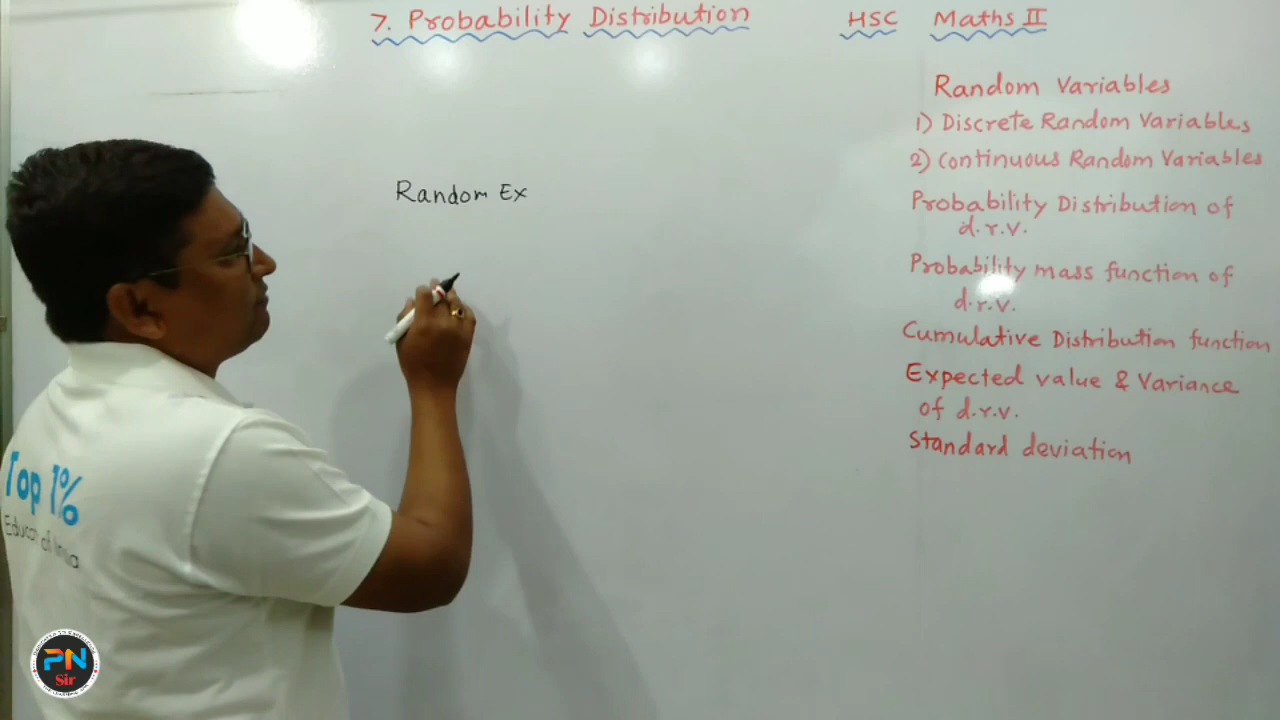 7. Probability Distribution HSC Maths II
Random Variables
1) Discrete Random Variables
2) Continuous Random Variables
Probability Distribution of
d.r.v.
Probability mass function of
d.r.v.
Cumulative Distribution function
Expected value & Variance
of d.r.v.
Standard deviation
Random Ex
Top 1%
PN
Sir